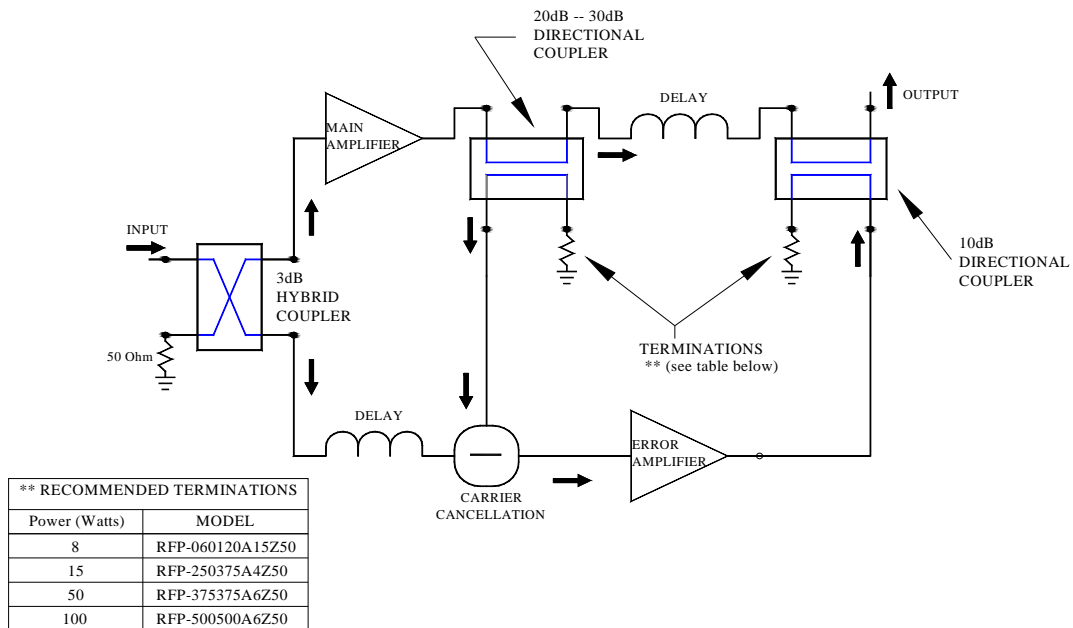 20dB -- 30dB
DIRECTIONAL
COUPLER
DELAY
OUTPUT
MAIN
AMPLIFIER
INPUT
3dB
HYBRID
COUPLER
10dB
DIRECTIONAL
COUPLER
50 Ohm
TERMINATIONS
** (see table below)
DELAY
ERROR
AMPLIFIER
CARRIER
CANCELLATION
** RECOMMENDED TERMINATIONS
Power (Watts) MODEL
8 RFP-060120A15Z50
15 RFP-250375A4Z50
50 RFP-375375A6Z50
100 RFP-500500A6Z50